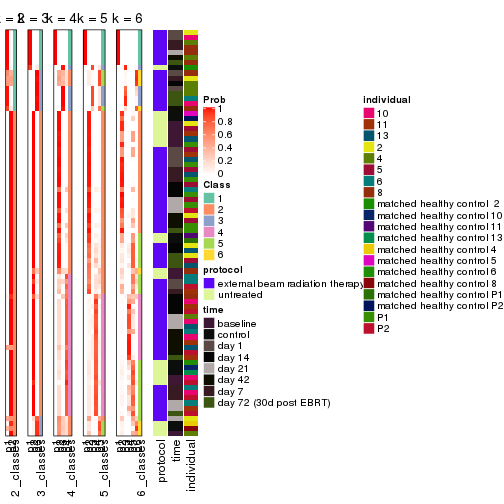 k = 2
k = 3
k = 4
k = 5
k = 6
Prob
1
0.8
0.6
0.4
0.2
0
Class
1
2
3
4
5
6
protocol
external beam radiation therapy
untreated
time
baseline
control
day 1
day 14
day 21
day 42
day 7
day 72 (30d post EBRT)
individual
10
11
13
2
4
5
6
8
matched healthy control 2
matched healthy control 10
matched healthy control 11
matched healthy control 13
matched healthy control 4
matched healthy control 5
matched healthy control 6
matched healthy control 8
matched healthy control P1
matched healthy control P2
P1
P2
2_classes
3_classes
4_classes
5_classes
6_classes
protocol
time
individual